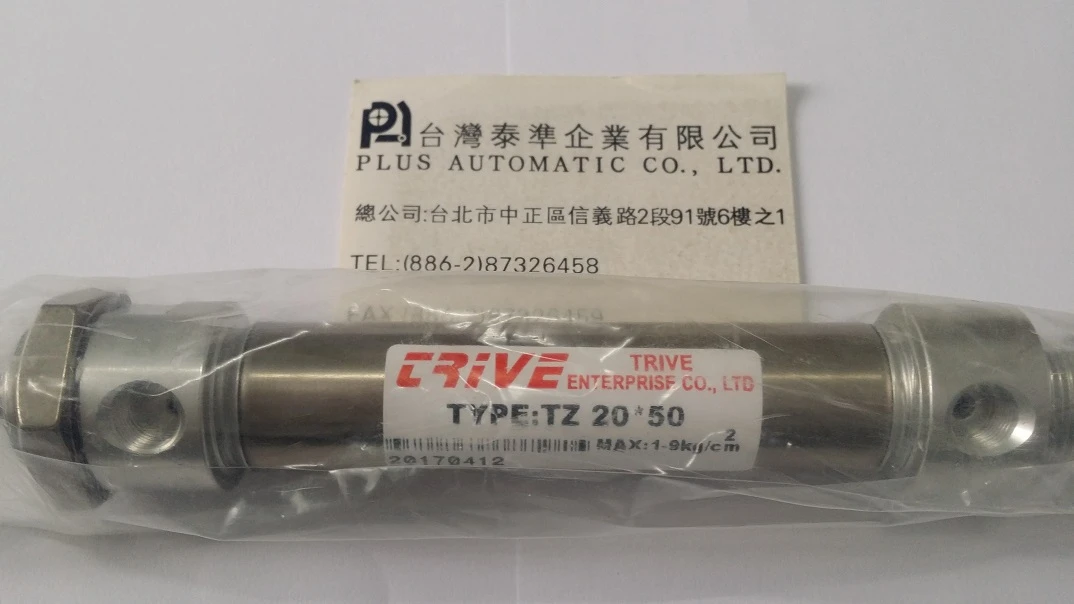 台灣泰準企業有限公司
PLUS AUTOMATIC CO., LTD.
總公司:台北市中正區信義路2段91號6樓之1
TEL:(886-2)87326458
TRIVE
TRIVE
ENTERPRISE CO., LTD
TYPE:TZ 20*50
MAX:1-9kg/cm2
20170412